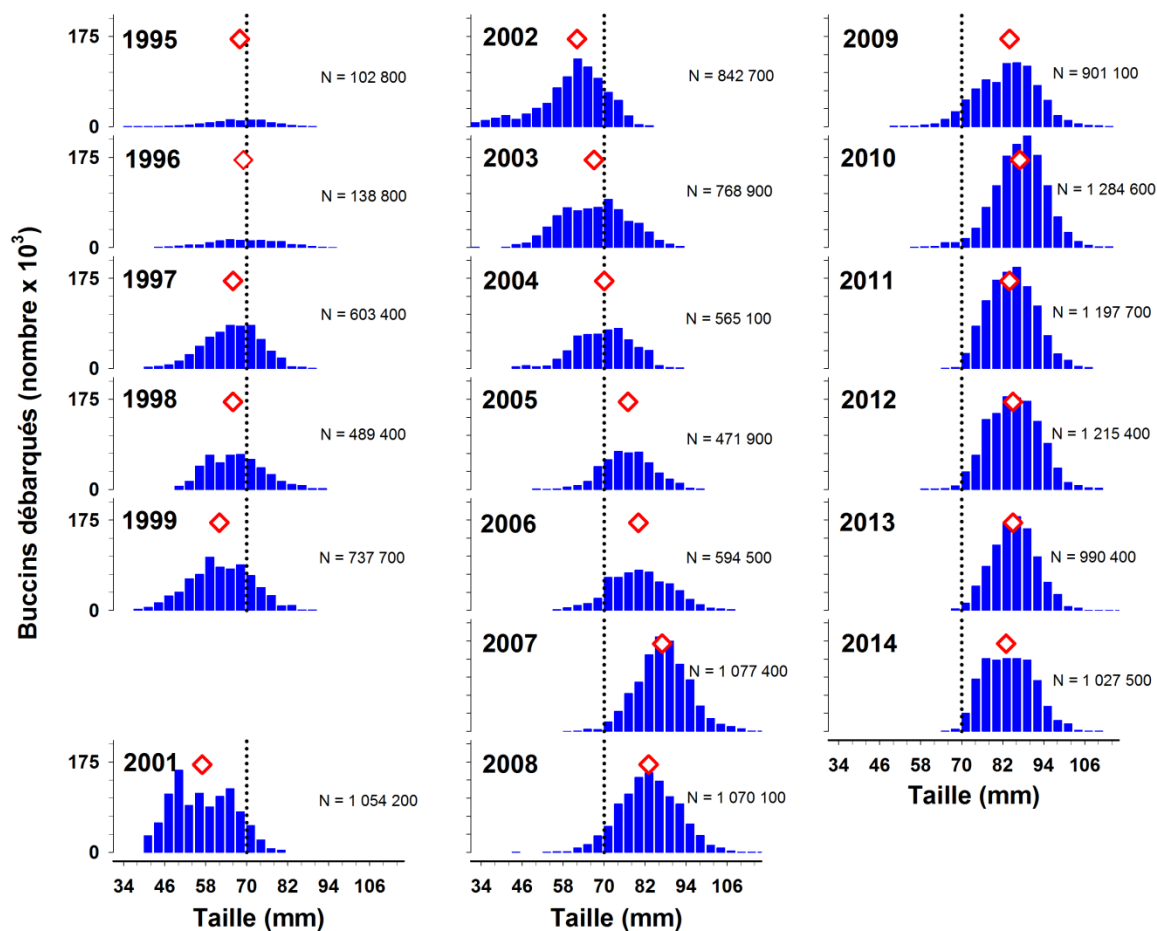 Buccins débarqués (nombre x 10³)
1995
175
0
N = 102 800
1996
175
0
N = 138 800
1997
175
0
N = 603 400
1998
175
0
N = 489 400
1999
175
0
N = 737 700
2001
175
0
N = 1 054 200
34 46 58 70 82 94 106
Taille (mm)
2002
N = 842 700
2003
N = 768 900
2004
N = 565 100
2005
N = 471 900
2006
N = 594 500
2007
N = 1 077 400
2008
N = 1 070 100
34 46 58 70 82 94 106
Taille (mm)
2009
N = 901 100
2010
N = 1 284 600
2011
N = 1 197 700
2012
N = 1 215 400
2013
N = 990 400
2014
N = 1 027 500
34 46 58 70 82 94 106
Taille (mm)